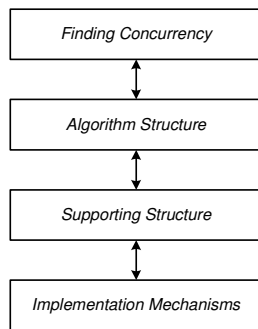 Finding Concurrency
Algorithm Structure
Supporting Structure
Implementation Mechanisms